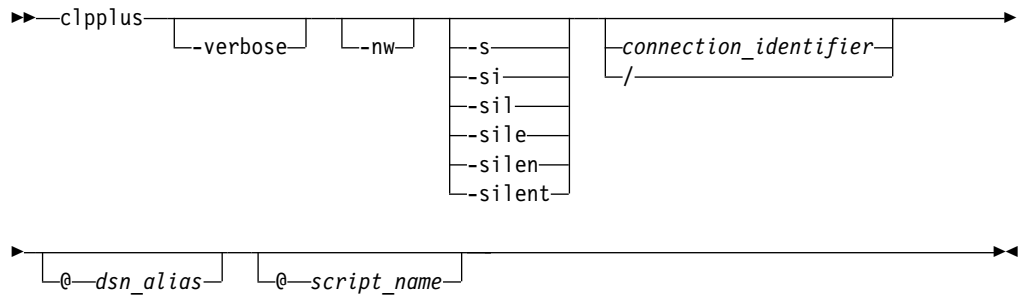 clpplus
-verbose
-nw
-s
-si
-sil
-sile
-silen
-silent
connection_identifier
/
@ dsn_alias
@ script_name